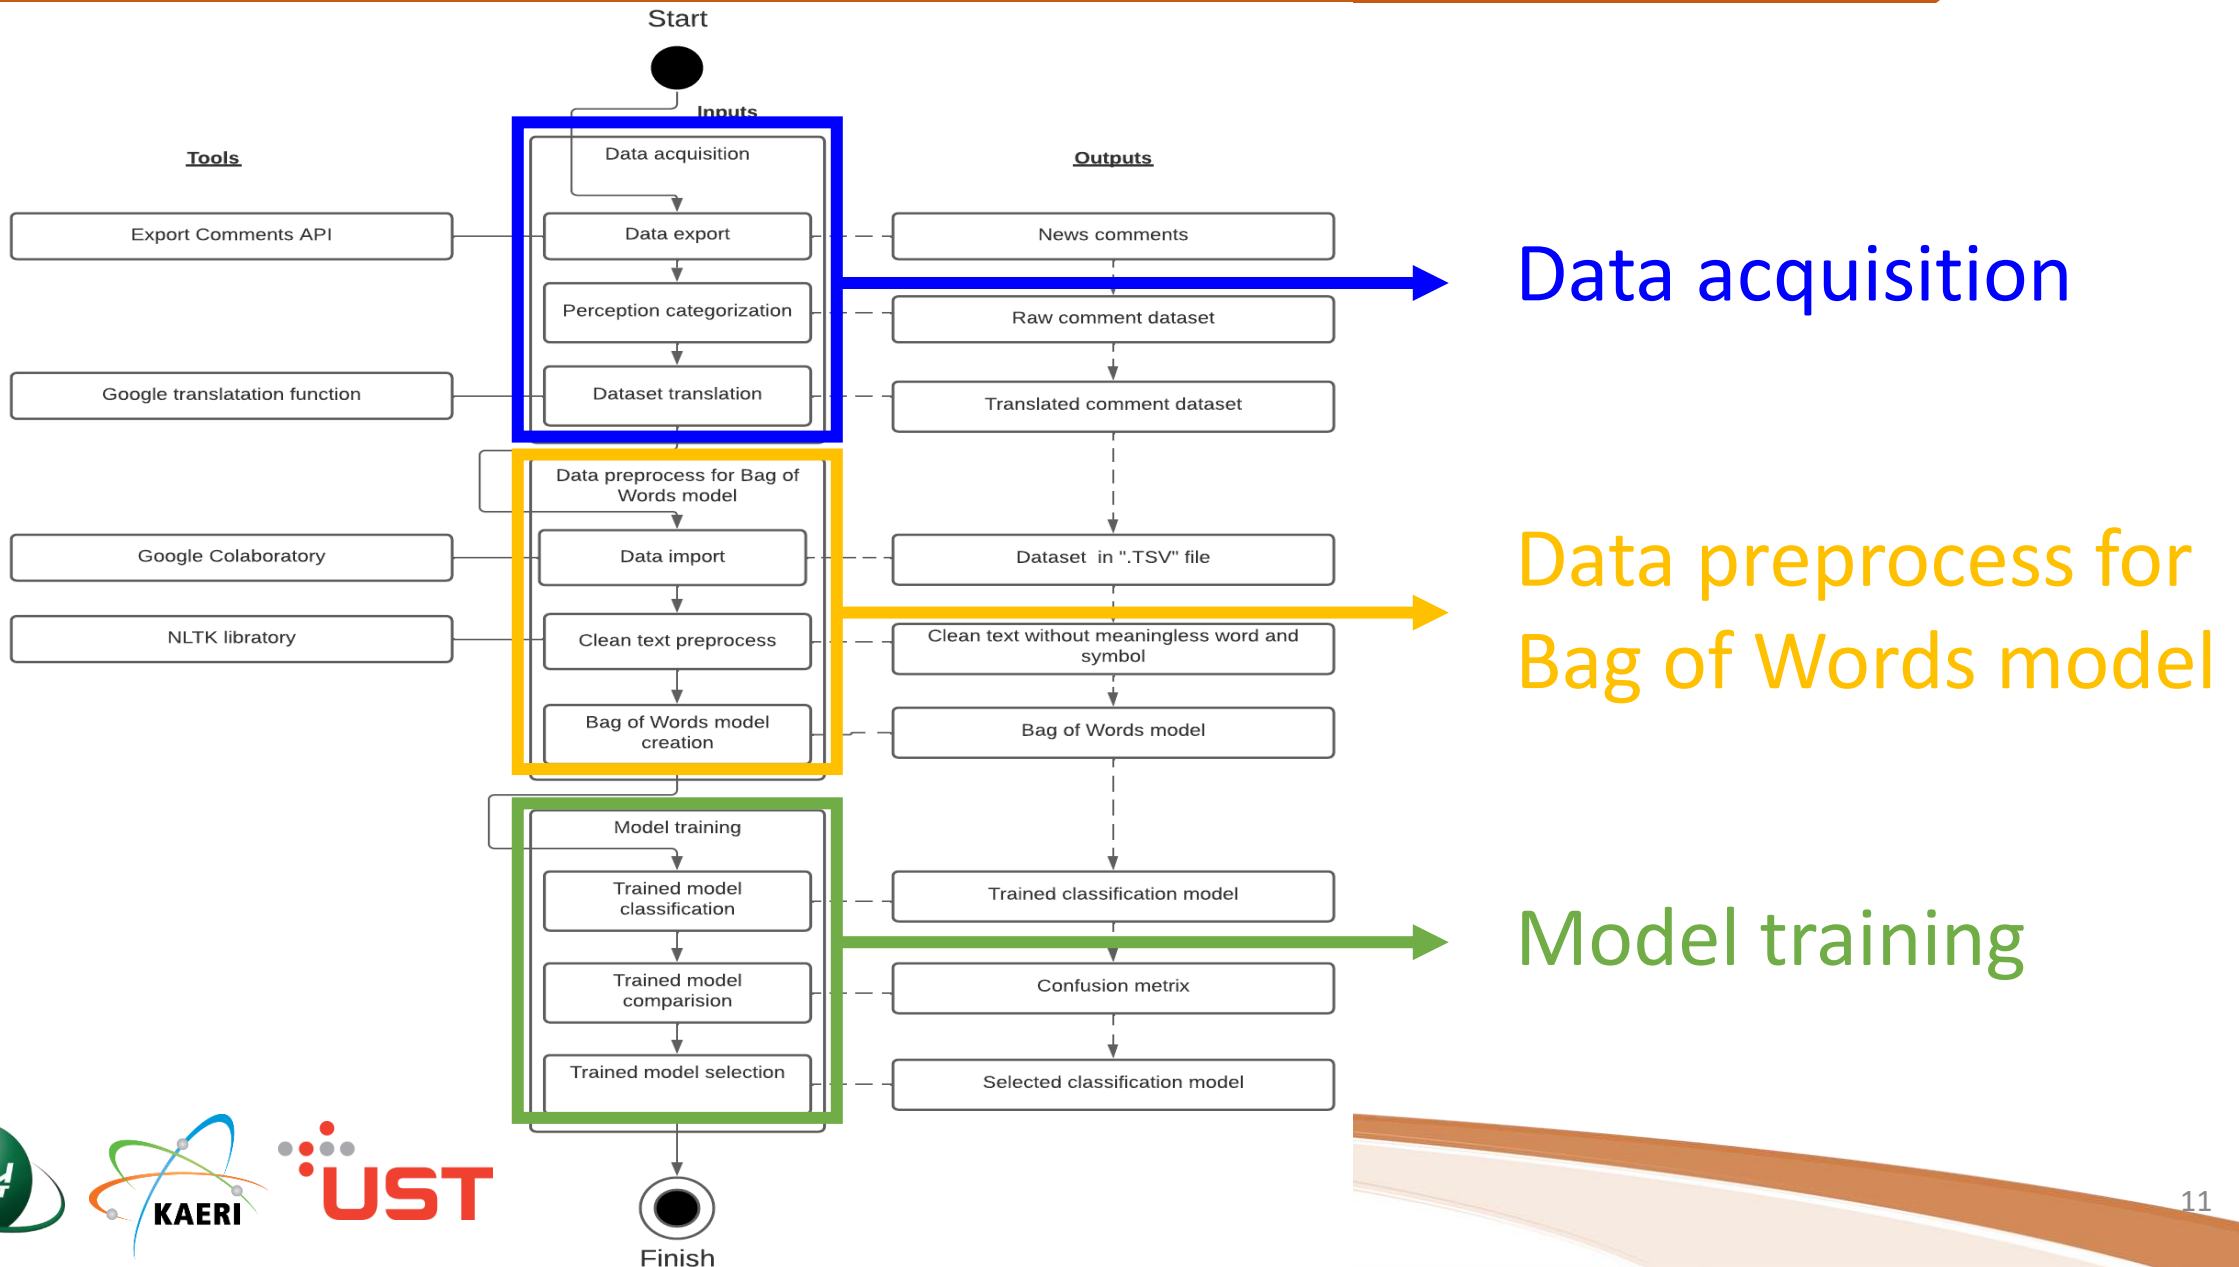 Start
Inputs
Tools
Data acquisition
Outputs
Export Comments API
Data export
News comments
Data acquisition
Perception categorization
Raw comment dataset
Google translatation function
Dataset translation
Translated comment dataset
Data preprocess for Bag of
Words model
Google Colaboratory
Data import
Dataset in ".TSV" file
Data preprocess for
Bag of Words model
NLTK libratory
Clean text preprocess
Clean text without meaningless word and
symbol
Bag of Words model
creation
Bag of Words model
Model training
Trained model
classification
Trained classification model
Model training
Trained model
comparision
Confusion metrix
Trained model selection
Selected classification model
KAERI
UST
11
Finish